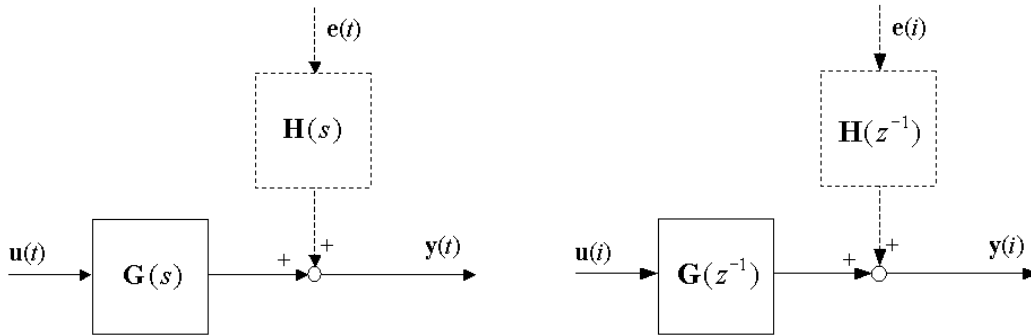 e(t)
H(s)
u(t)
G(s)
+
+
y(t)
e(i)
H(z⁻¹)
u(i)
G(z⁻¹)
+
+
y(i)